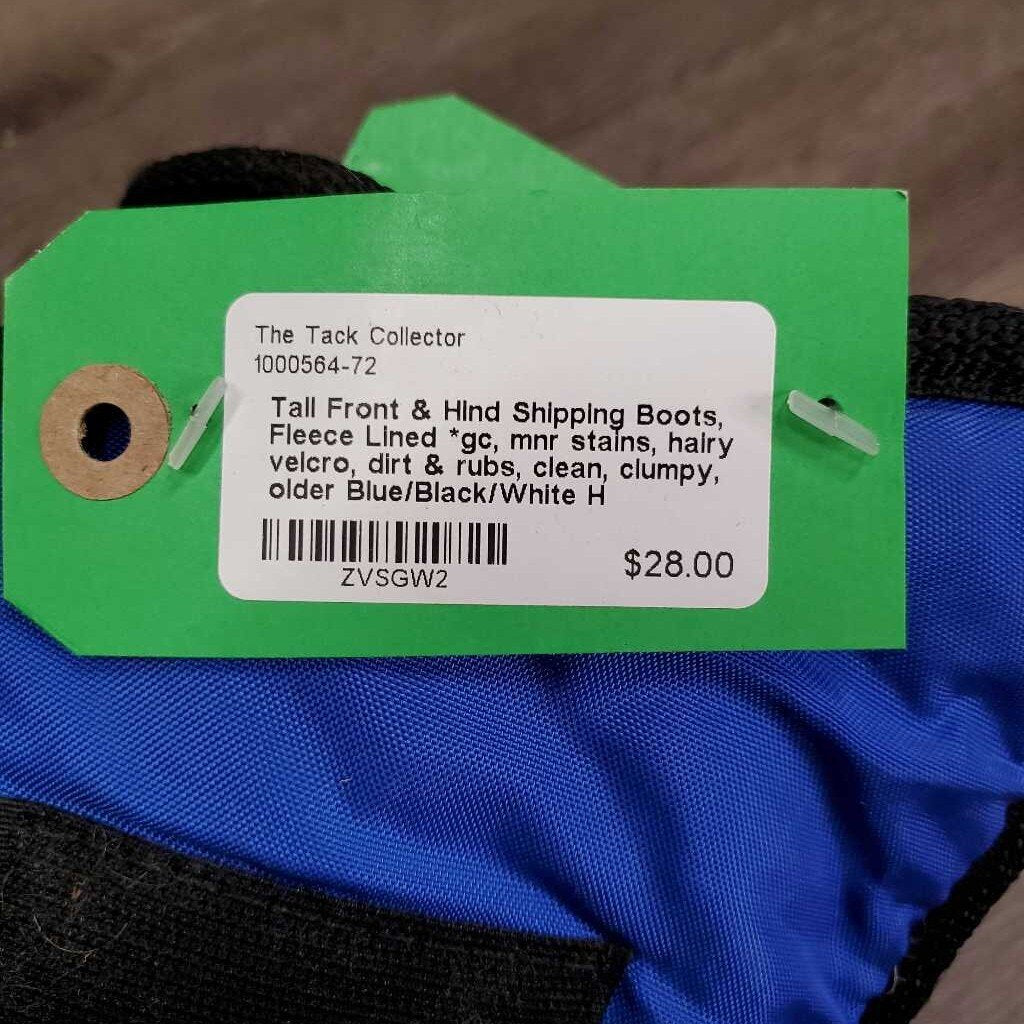 The Tack Collector
1000564-72
Tall Front & Hind Shipping Boots,
Fleece Lined *gc, mnr stains, hairy
velcro, dirt & rubs, clean, clumpy,
older Blue/Black/White H
ZVSGW2
$28.00